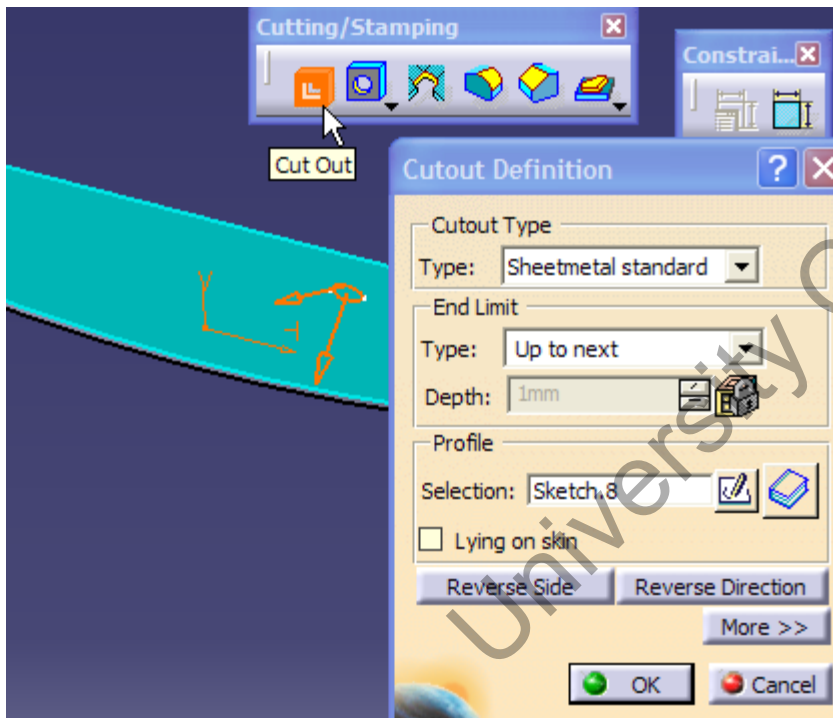 Cutting/Stamping
Constrai...
Cut Out
Cutout Definition
?
Cutout Type
Type: Sheetmetal standard
End Limit
Type: Up to next
Depth: 1mm
Profile
Selection: Sketch.8
Lying on skin
Reverse Side Reverse Direction
More >>
OK Cancel
V
H
University